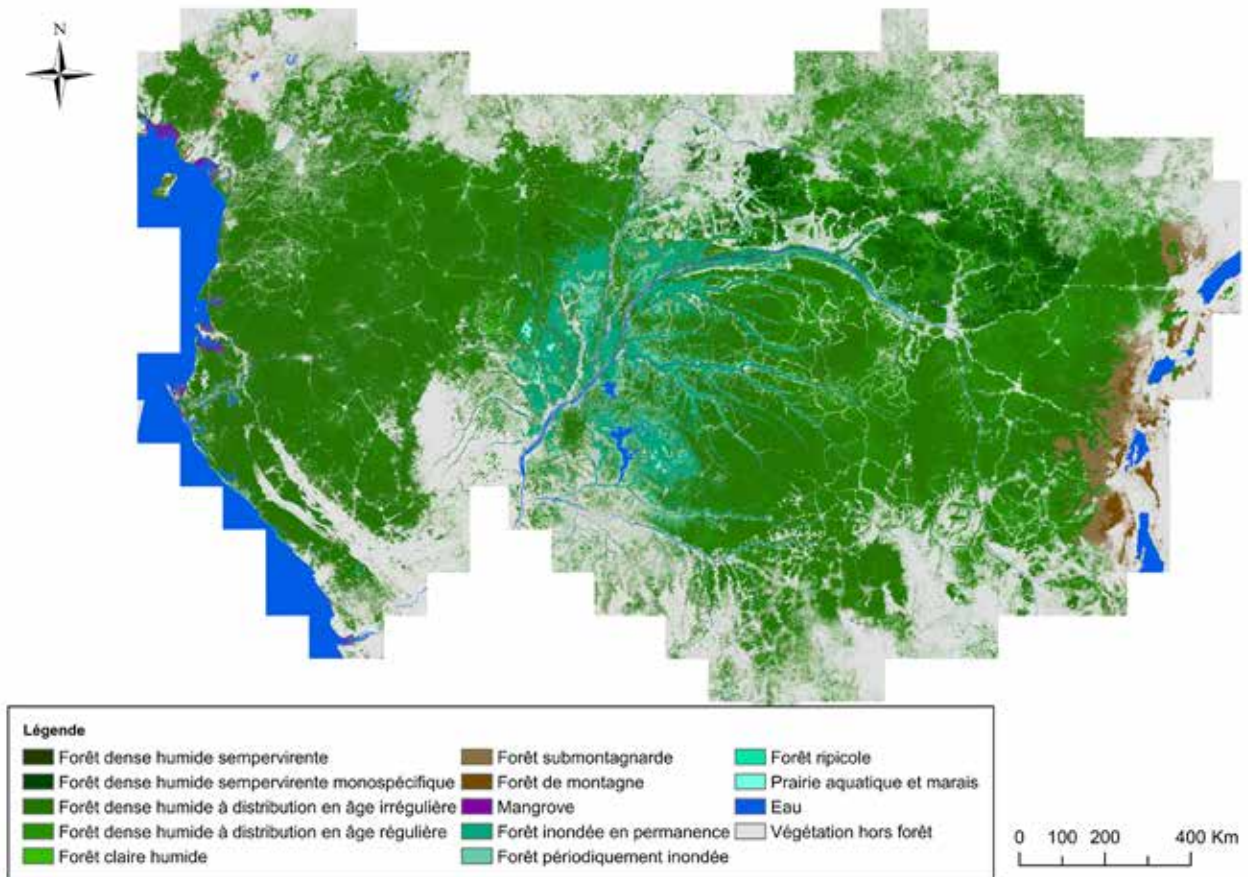 N
Légende
Forêt dense humide sempervirente
Forêt dense humide sempervirente monospécifique
Forêt dense humide à distribution en âge irrégulière
Forêt dense humide à distribution en âge régulière
Forêt claire humide
Forêt submontagnarde
Forêt de montagne
Mangrove
Forêt inondée en permanence
Forêt périodiquement inondée
Forêt ripicole
Prairie aquatique et marais
Eau
Végétation hors forêt
0 100 200 400 Km